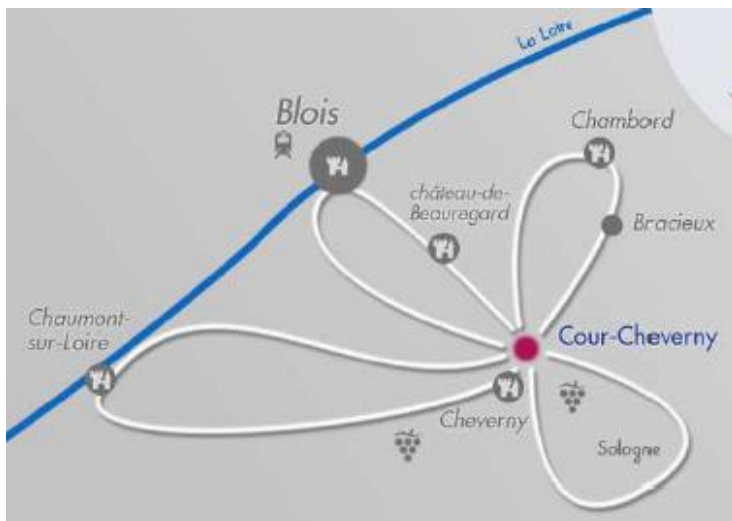 La Loire
Blois
Chambord
château-de-
Beauregard
Bracieux
Chaumont-
sur-Loire
Cour-Cheverny
Cheverny
Sologne